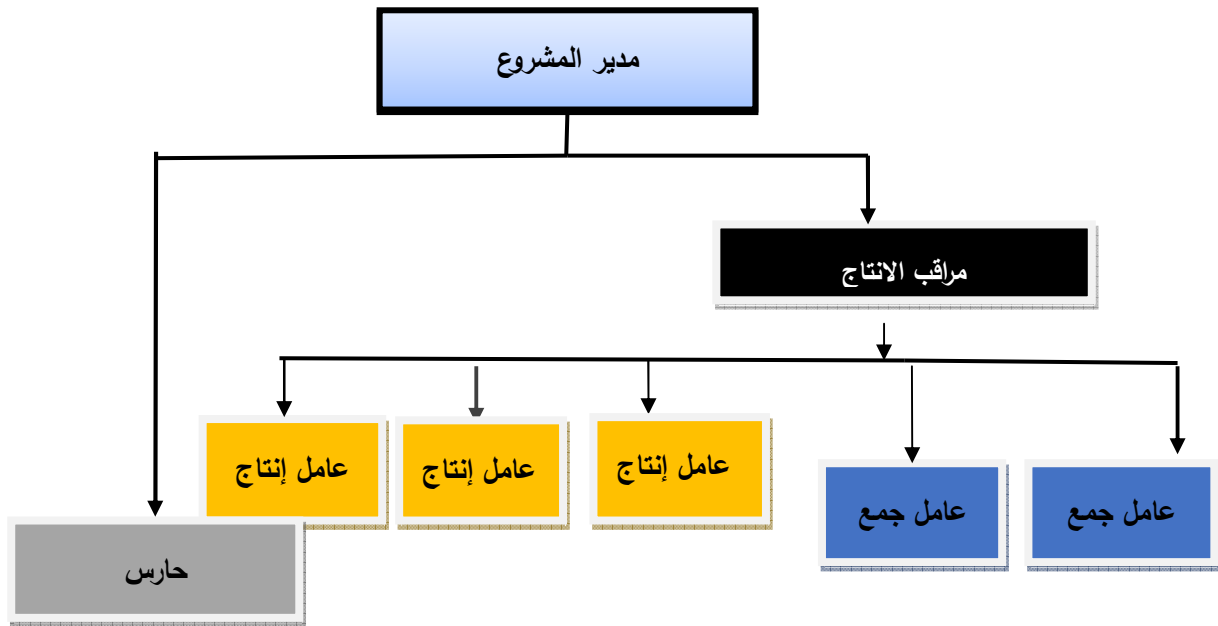 مدير المشروع
مراقب الانتاج
عامل جمع
عامل جمع
عامل إنتاج
عامل إنتاج
عامل إنتاج
حارس